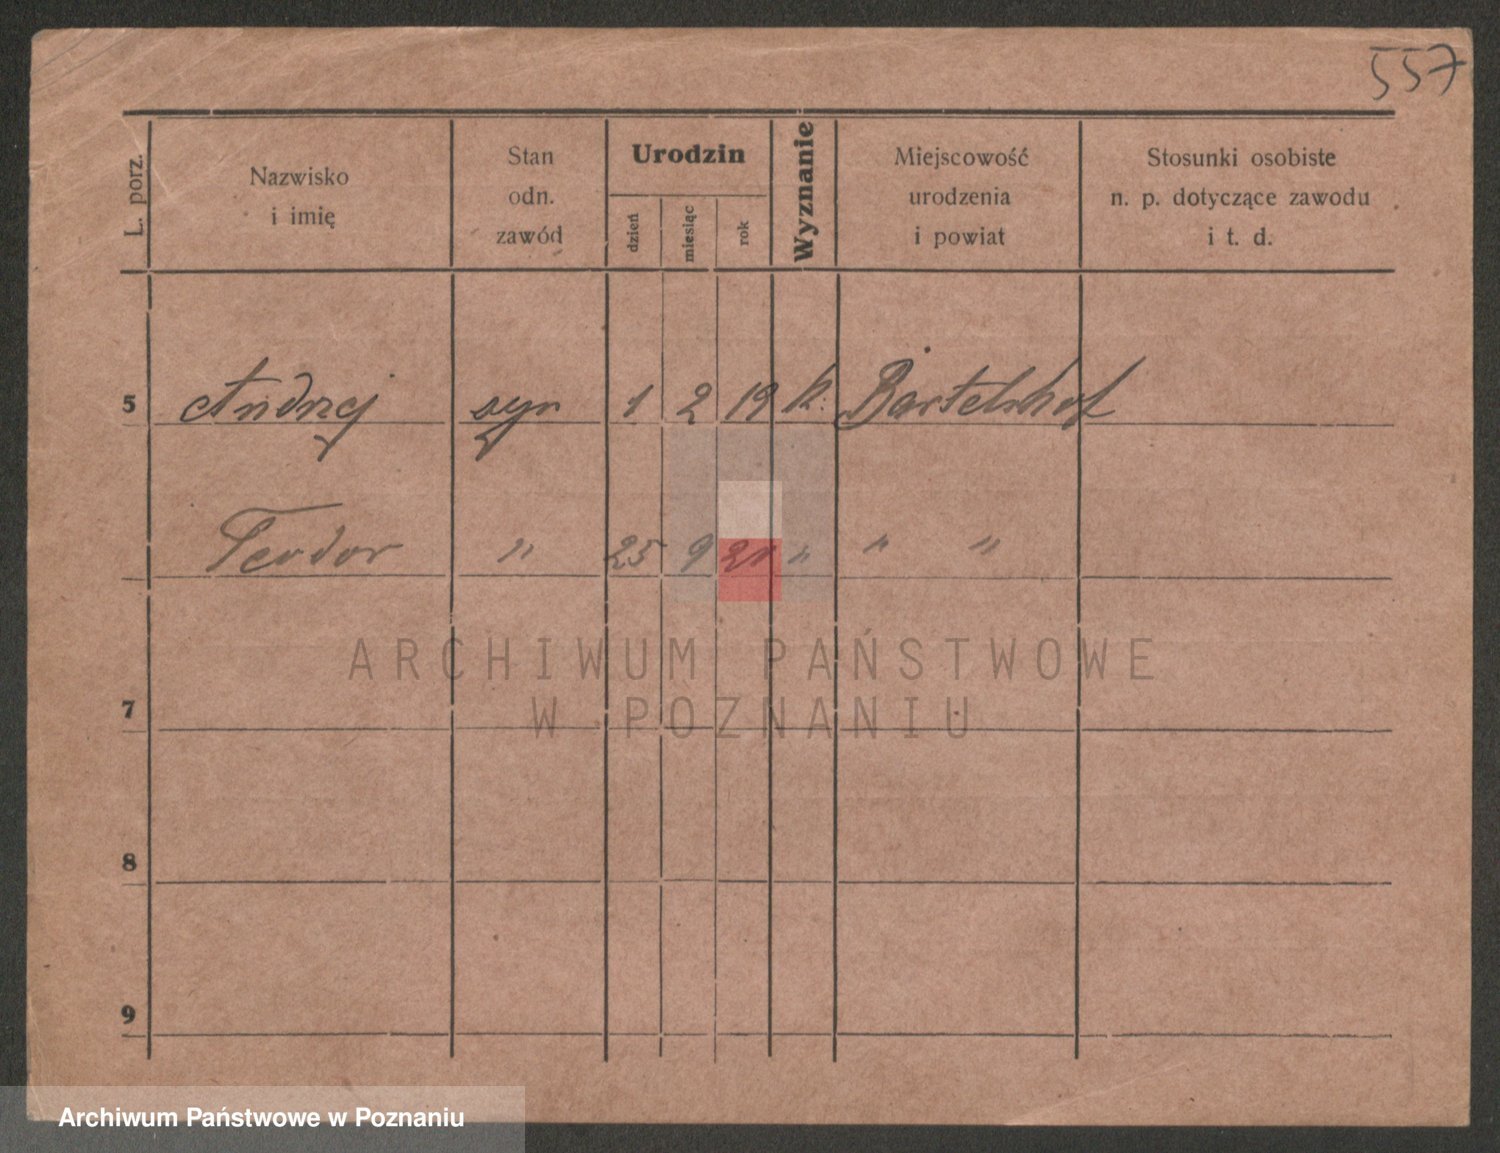 557
L. porz.
Nazwisko
i imię
Stan
odn.
zawód
Urodzin
dzień
miesiąc
rok
Wyznanie
Miejscowość
urodzenia
i powiat
Stosunki osobiste
n. p. dotyczące zawodu
i t. d.
5 Andrzej syn 1 2 19 k. Bartelshof
Teodor " 25 9 21 " " "
ARCHIWUM PAŃSTWOWE
W POZNANIU
7
8
9
Archiwum Państwowe w Poznaniu